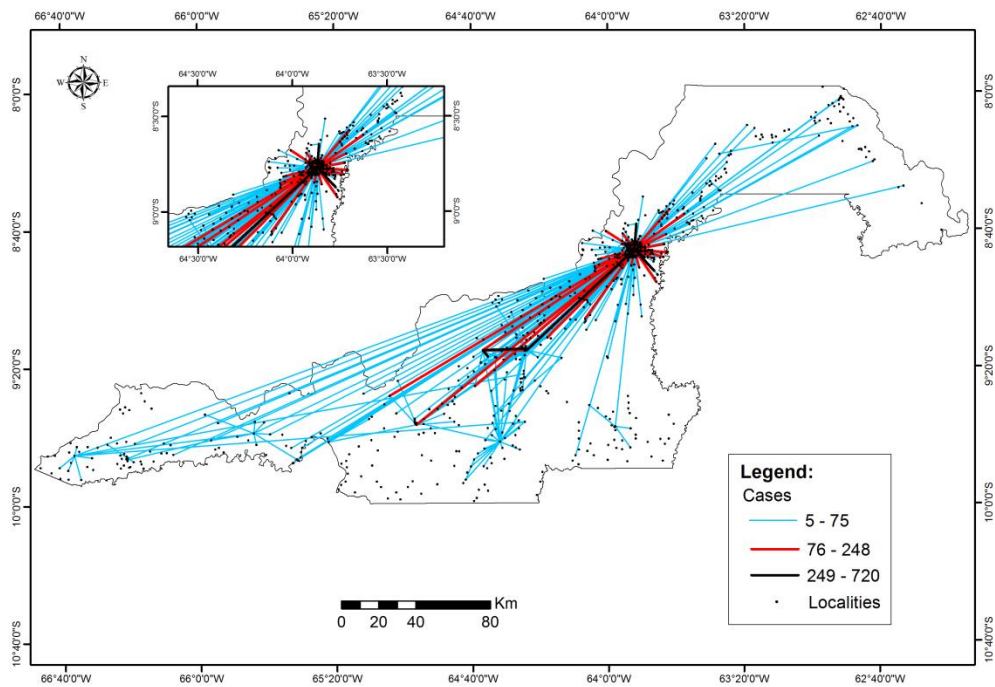 66°40'0"W 66°0'0"W 65°20'0"W 64°40'0"W 64°0'0"W 63°20'0"W 62°40'0"W
N
W E
S
64°30'0"W 64°0'0"W 63°30'0"W
8°0'0"S 8°0'0"S
8°30'0"S 8°30'0"S
9°0'0"S 9°0'0"S
64°30'0"W 64°0'0"W 63°30'0"W
8°40'0"S 8°40'0"S
9°20'0"S 9°20'0"S
10°0'0"S 10°0'0"S
10°40'0"S 10°40'0"S
Legend:
Cases
5 - 75
76 - 248
249 - 720
Localities
Km
0 20 40 80
66°40'0"W 66°0'0"W 65°20'0"W 64°40'0"W 64°0'0"W 63°20'0"W 62°40'0"W